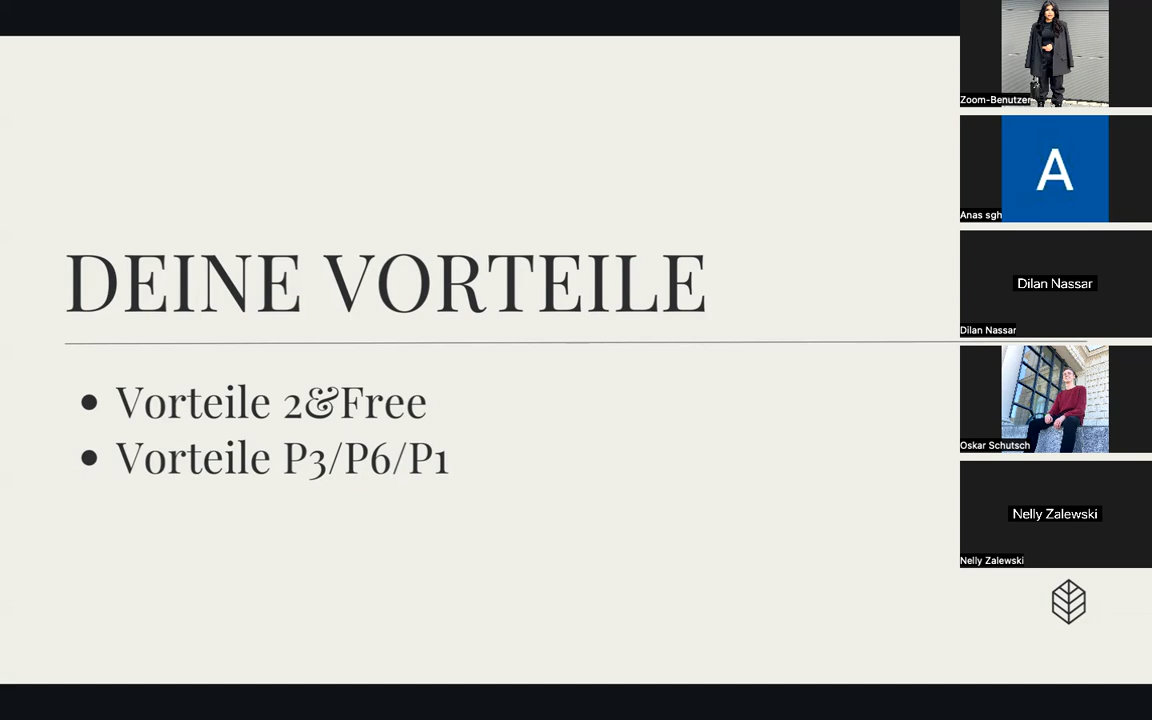 DEINE VORTEILE
• Vorteile 2&Free
• Vorteile P3/P6/P1
Zoom-Benutzer
A
Anas sgh
Dilan Nassar
Dilan Nassar
Oskar Schutsch
Nelly Zalewski
Nelly Zalewski